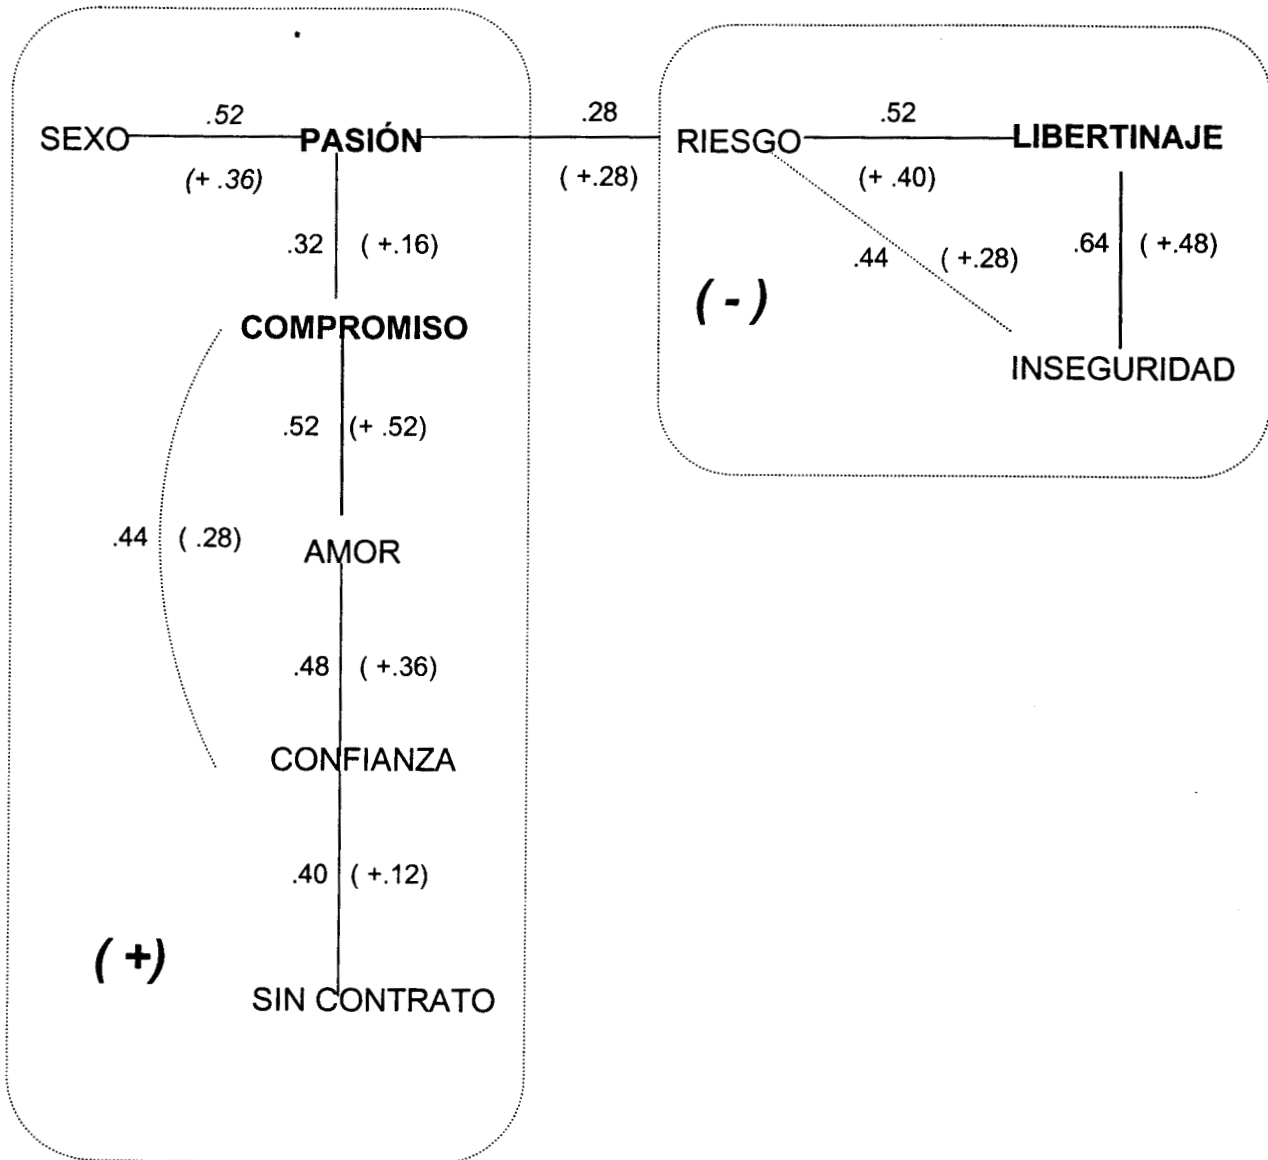 .52 .28 .52
SEXO PASIÓN RIESGO LIBERTINAJE
(+ .36) ( +.28) (+ .40)
.32 ( +.16) .44 ( +.28) .64 ( +.48)
( - )
COMPROMISO
INSEGURIDAD
.52 (+ .52)
.44 ( .28) AMOR
.48 ( +.36)
CONFIANZA
.40 ( +.12)
( +)
SIN CONTRATO